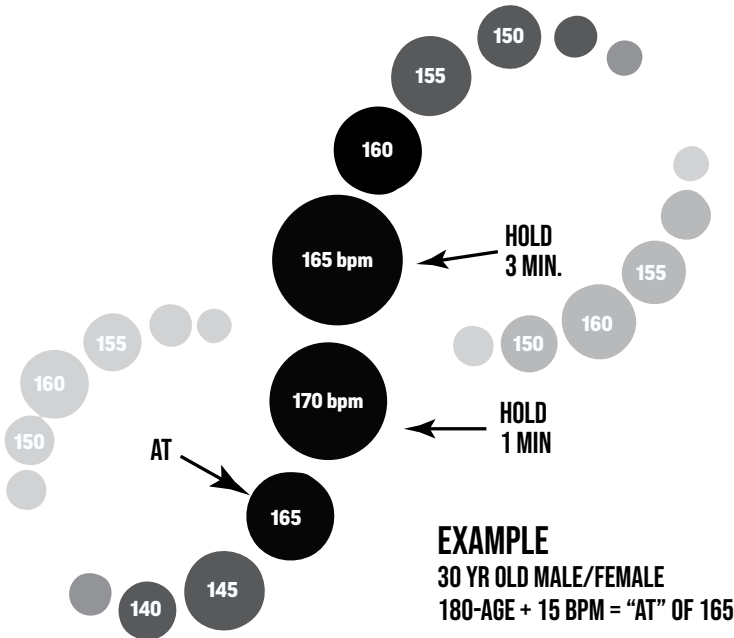 150
155
160
165 bpm
HOLD
3 MIN.
155
160
150
155
160
150
170 bpm
HOLD
1 MIN
AT
165
145
140
EXAMPLE
30 YR OLD MALE/FEMALE
180-AGE + 15 BPM = “AT” OF 165